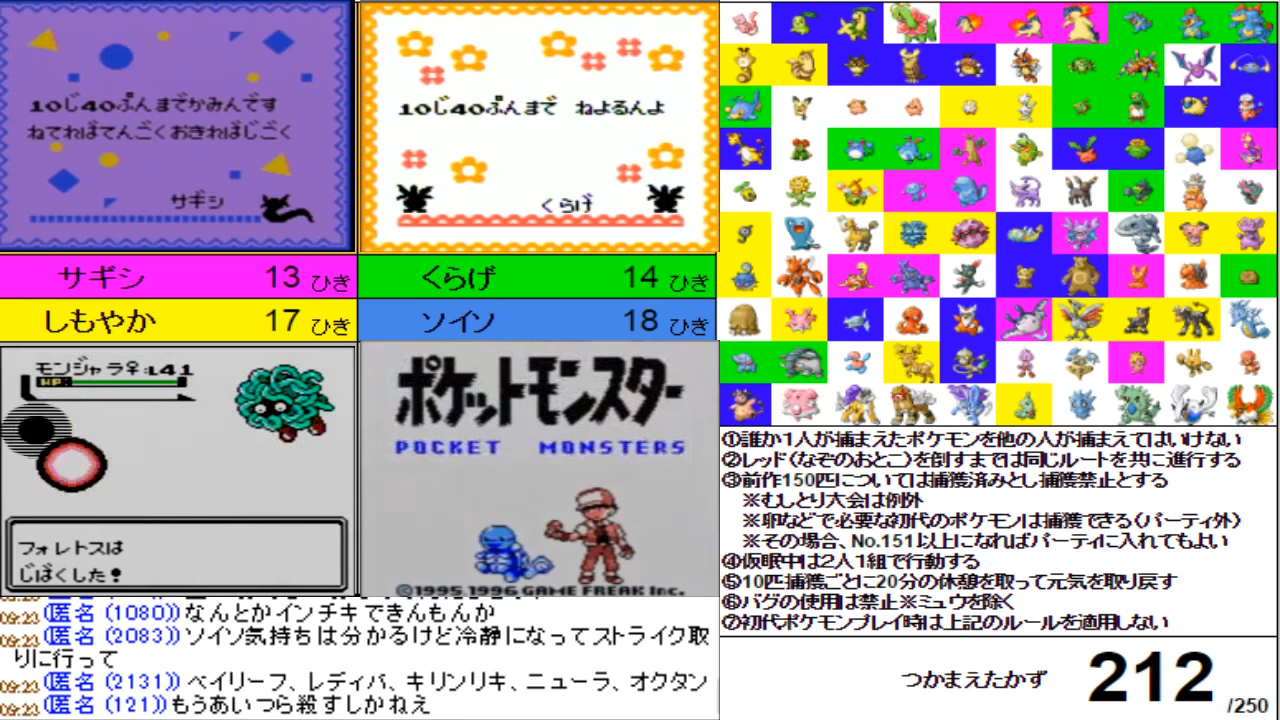 10じ40ぷんまでかみんです
ねてればてんごくおきればじごく
サギシ
10じ40ぷんまで ねよるんよ
くらげ
サギシ 13 ひき
くらげ 14 ひき
しもやか 17 ひき
ソイソ 18 ひき
モンジャラ♀:L41
HP
フォレトスは
じばくした!
ポケットモンスター
POCKET MONSTERS
©1995,1996 GAME FREAK inc.
09:23 (匿名 (1080)) なんとかインチキできんもんか
09:23 (匿名 (2083)) ソイソ気持ちは分かるけど冷静になってストライク取
りに行って
09:23 (匿名 (2131)) ベイリーフ、レディバ、キリンリキ、ニューラ、オクタン
09:23 (匿名 (121)) もうあいつら殺すしかねえ
①誰か1人が捕まえたポケモンを他の人が捕まえてはいけない
②レッド(なぞのおとこ)を倒すまでは同じルートを共に進行する
③前作150匹については捕獲済みとし捕獲禁止とする
※むしとり大会は例外
※卵などで必要な初代のポケモンは捕獲できる(パーティ外)
※その場合、No.151以上になればパーティに入れてもよい
④仮眠中は2人1組で行動する
⑤10匹捕獲ごとに20分の休憩を取って元気を取り戻す
⑥バグの使用は禁止※ミュウを除く
⑦初代ポケモンプレイ時は上記のルールを適用しない
つかまえたかず 212 /250